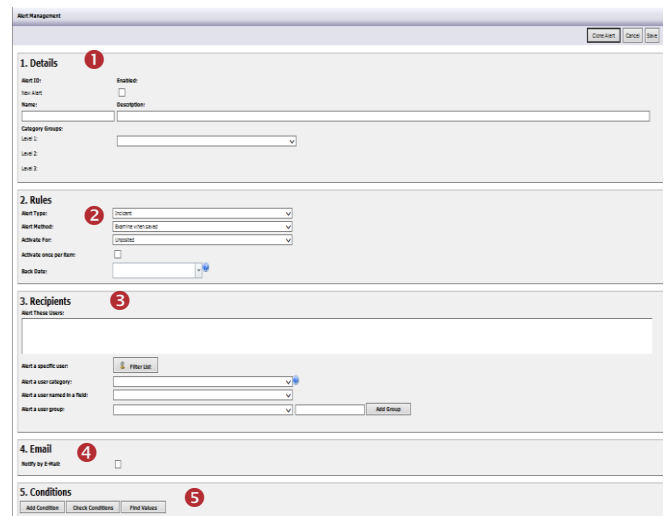 Alert Management
Clone Alert Cancel Save
1. Details 1
Alert ID: Enabled:
New Alert
Name: Description:
Category Groups:
Level 1:
Level 2:
Level 3:
2. Rules
2
Alert Type: Incident
Alert Method: Examine when saved
Activate For: Unposted
Activate once per Item:
Back Date:
3. Recipients 3
Alert These Users:
Alert a specific user: Filter List
Alert a user category:
Alert a user named in a field:
Alert a user group: Add Group
4. Email 4
Notify by E-Mail:
5. Conditions 5
Add Condition Check Conditions Find Values